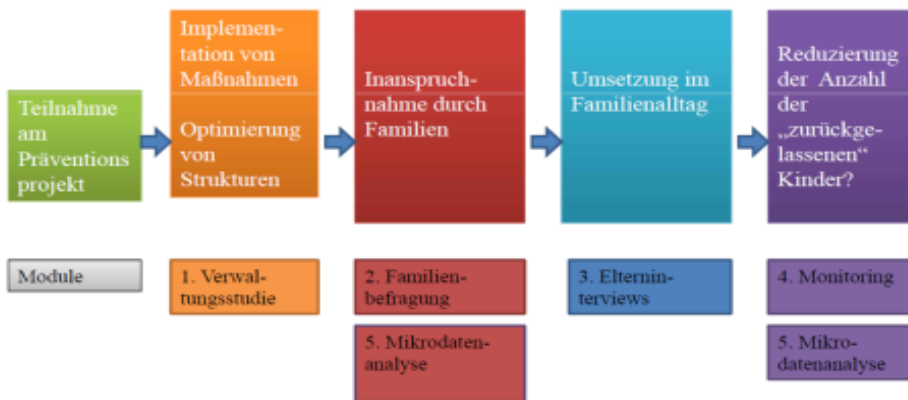 Teilnahme
am
Präventions
projekt
Implemen-
tation von
Maßnahmen
Optimierung
von
Strukturen
Inanspruch-
nahme durch
Familien
Umsetzung im
Familienalltag
Reduzierung
der Anzahl
der
„zurückge-
lassenen“
Kinder?
Module
1. Verwal-
tungsstudie
2. Familien-
befragung
3. Elternin-
terviews
4. Monitoring
5. Mikrodaten-
analyse
5. Mikro-
datenanalyse